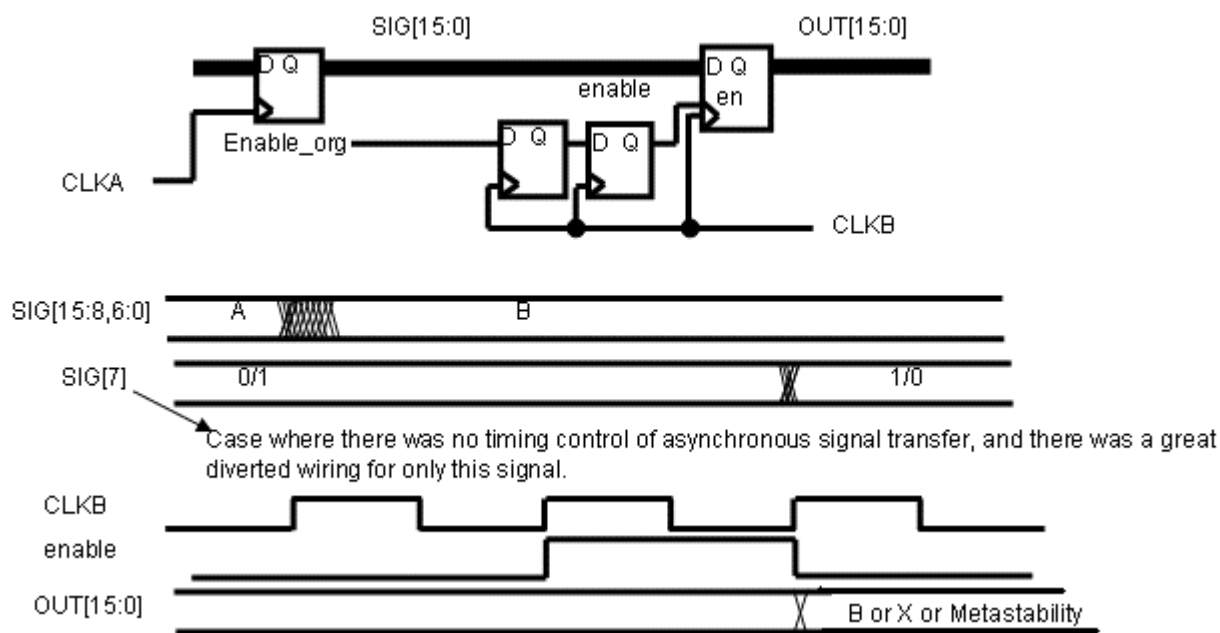 SIG[15:0]
OUT[15:0]
D Q
D Q
enable
en
D Q
D Q
Enable_org
CLKA
CLKB
SIG[15:8,6:0]
A
B
SIG[7]
0/1
1/0
Case where there was no timing control of asynchronous signal transfer, and there was a great
diverted wiring for only this signal.
CLKB
enable
OUT[15:0]
B or X or Metastability